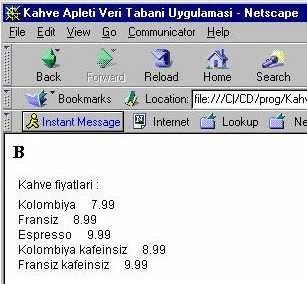 Kahve Apleti Veri Tabani Uygulamasi - Netscape
File Edit View Go Communicator Help
Back Forward Reload Home Search
Bookmarks Location: file:///C|/CD/prog/Kahv
Instant Message Internet Lookup Ne
B
Kahve fiyatlari :
Kolombiya 7.99
Fransiz 8.99
Espresso 9.99
Kolombiya kafeinsiz 8.99
Fransiz kafeinsiz 9.99